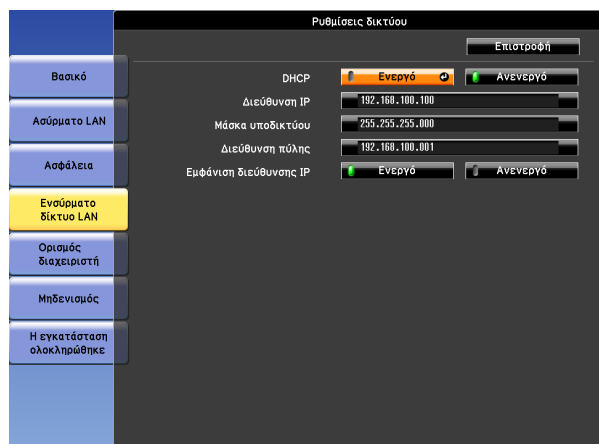 Ρυθμίσεις δικτύου
Επιστροφή
Βασικό
Ασύρματο LAN
Ασφάλεια
Ενσύρματο
δίκτυο LAN
Ορισμός
διαχειριστή
Μηδενισμός
Η εγκατάσταση
ολοκληρώθηκε
DHCP Ενεργό Ανενεργό
Διεύθυνση IP 192.168.100.100
Μάσκα υποδικτύου 255.255.255.000
Διεύθυνση πύλης 192.168.100.001
Εμφάνιση διεύθυνσης IP Ενεργό Ανενεργό